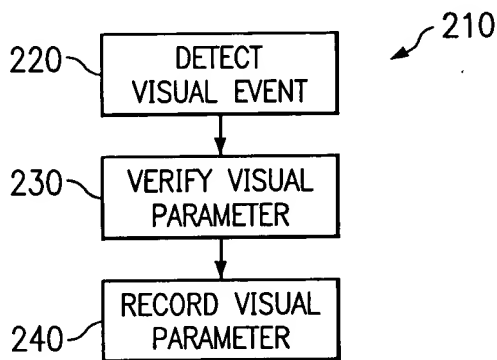 210
220
DETECT
VISUAL EVENT
230
VERIFY VISUAL
PARAMETER
240
RECORD VISUAL
PARAMETER